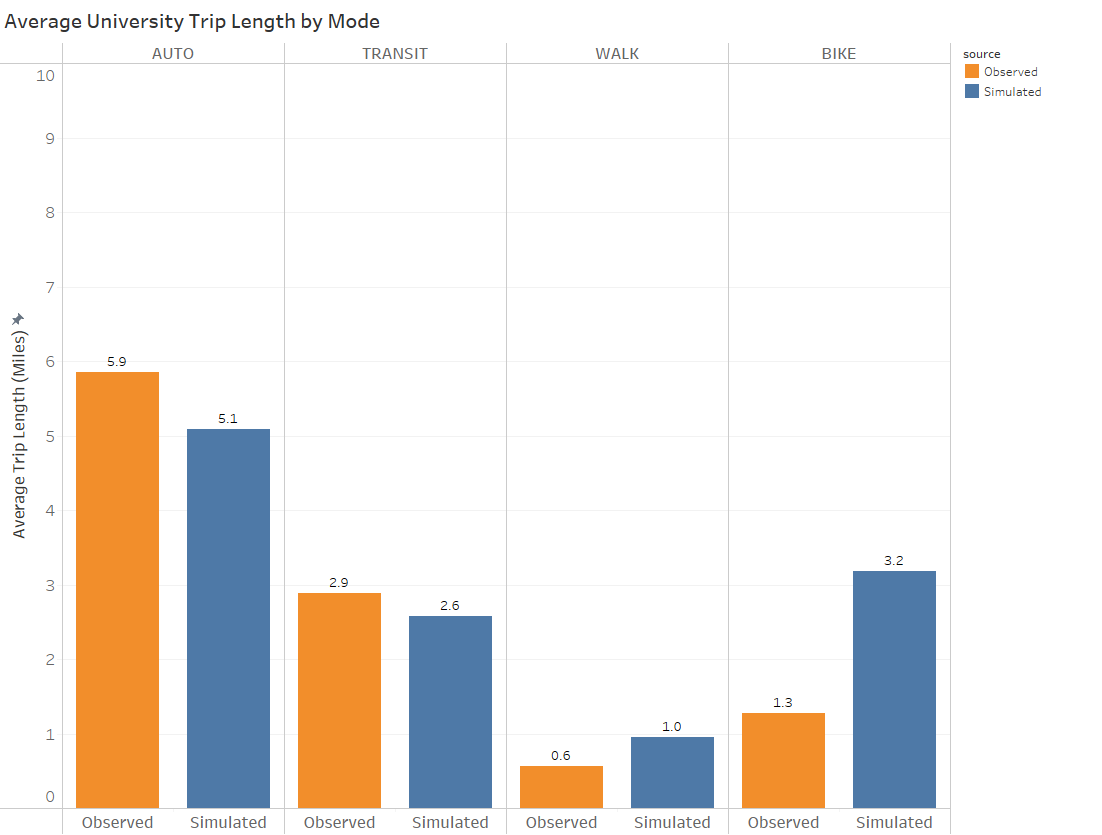 Average University Trip Length by Mode
AUTO TRANSIT WALK BIKE
source
Observed
Simulated
10
9
8
7
6
5
4
3
2
1
0
Average Trip Length (Miles)
5.9
5.1
2.9
2.6
0.6
1.0
1.3
3.2
Observed Simulated Observed Simulated Observed Simulated Observed Simulated